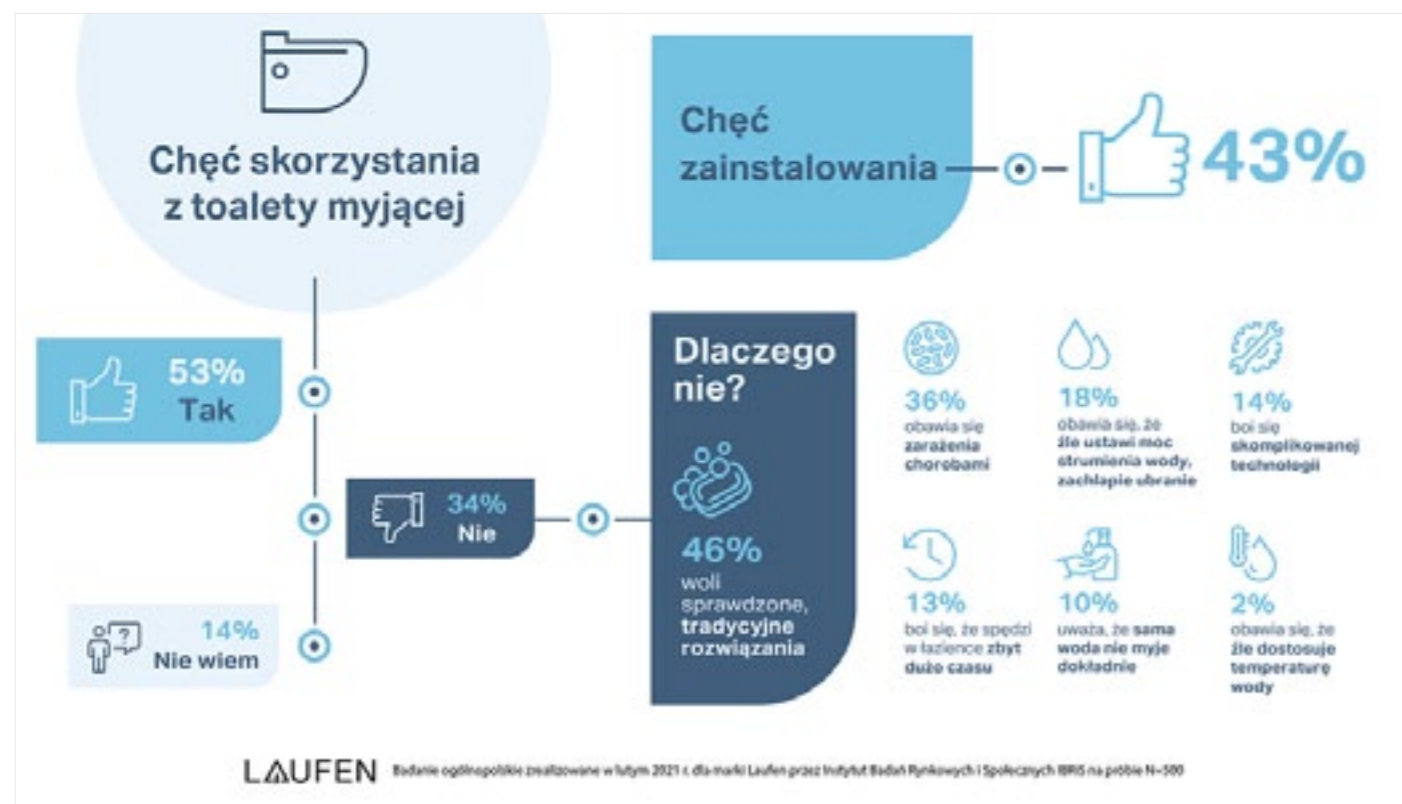 Chęć skorzystania
z toalety myjącej
53%
Tak
34%
Nie
14%
Nie wiem
Chęć
zainstalowania
43%
Dlaczego
nie?
46%
woli
sprawdzone,
tradycyjne
rozwiązania
36%
obawia się
zarażenia
chorobami
18%
obawia się, że
źle ustawi moc
strumienia wody,
zachlapie ubranie
14%
boi się
skomplikowanej
technologii
13%
boi się, że spędzi
w łazience zbyt
dużo czasu
10%
uważa, że sama
woda nie myje
dokładnie
2%
obawia się, że
źle dostosuje
temperaturę
wody
LAUFEN
Badanie ogólnopolskie zrealizowane w lutym 2021 r. dla marki Laufen przez Instytut Badań Rynkowych i Społecznych IBRiS na próbie N=500